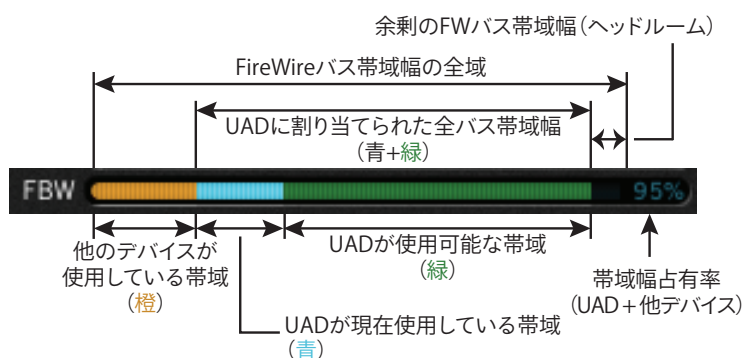 余剰のFWバス帯域幅（ヘッドルーム）
FireWireバス帯域幅の全域
UADに割り当てられた全バス帯域幅
（青+緑）
FBW
95%
他のデバイスが
使用している帯域
（橙）
UADが使用可能な帯域
（緑）
帯域幅占有率
（UAD＋他デバイス）
UADが現在使用している帯域
（青）